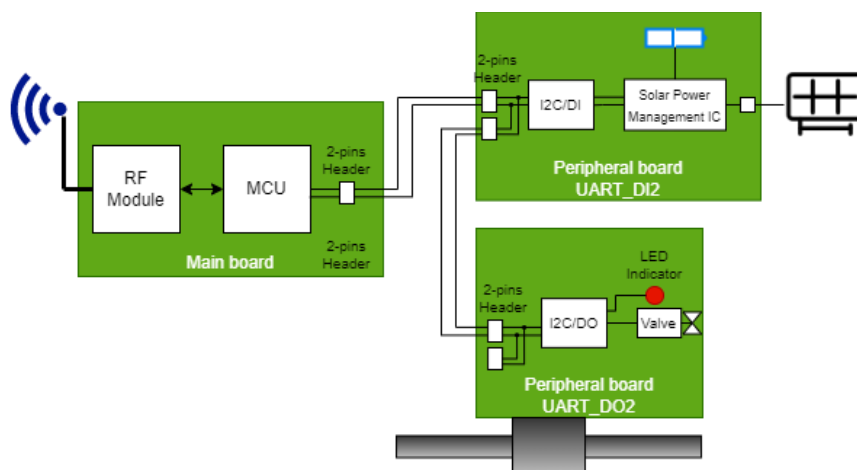 RF
Module
MCU
2-pins
Header
Main board
2-pins
Header
2-pins
Header
I2C/DI
Solar Power
Management IC
Peripheral board
UART_DI2
2-pins
Header
I2C/DO
LED
Indicator
Valve
Peripheral board
UART_DO2